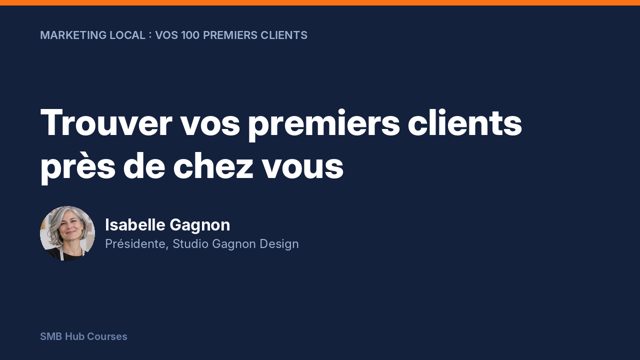 MARKETING LOCAL : VOS 100 PREMIERS CLIENTS
Trouver vos premiers clients
près de chez vous
Isabelle Gagnon
Présidente, Studio Gagnon Design
SMB Hub Courses